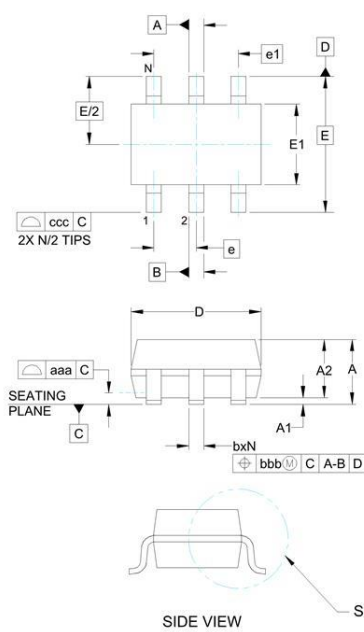 A
N
e1
D
E/2
E1
E
ccc C
2X N/2 TIPS
1
2
e
B
D
aaa C
A2
A
SEATING
PLANE
C
A1
bxN
bbb Ⓜ C A-B D
S
SIDE VIEW